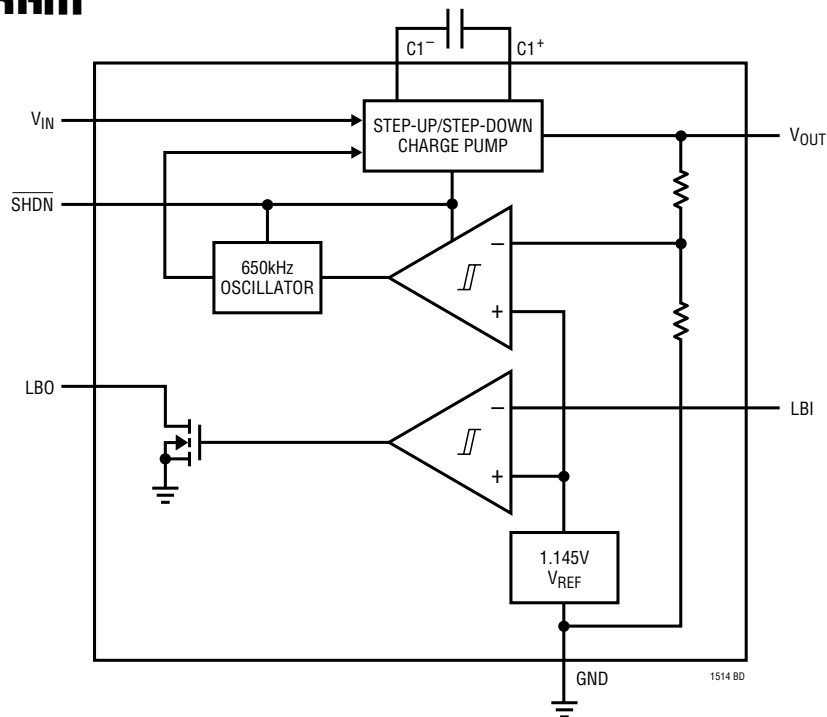 C1⁻
C1⁺
V_IN
STEP-UP/STEP-DOWN
CHARGE PUMP
V_OUT
S̅H̅D̅N̅
650kHz
OSCILLATOR
−
+
LBO
−
LBI
+
1.145V
V_REF
GND
1514 BD